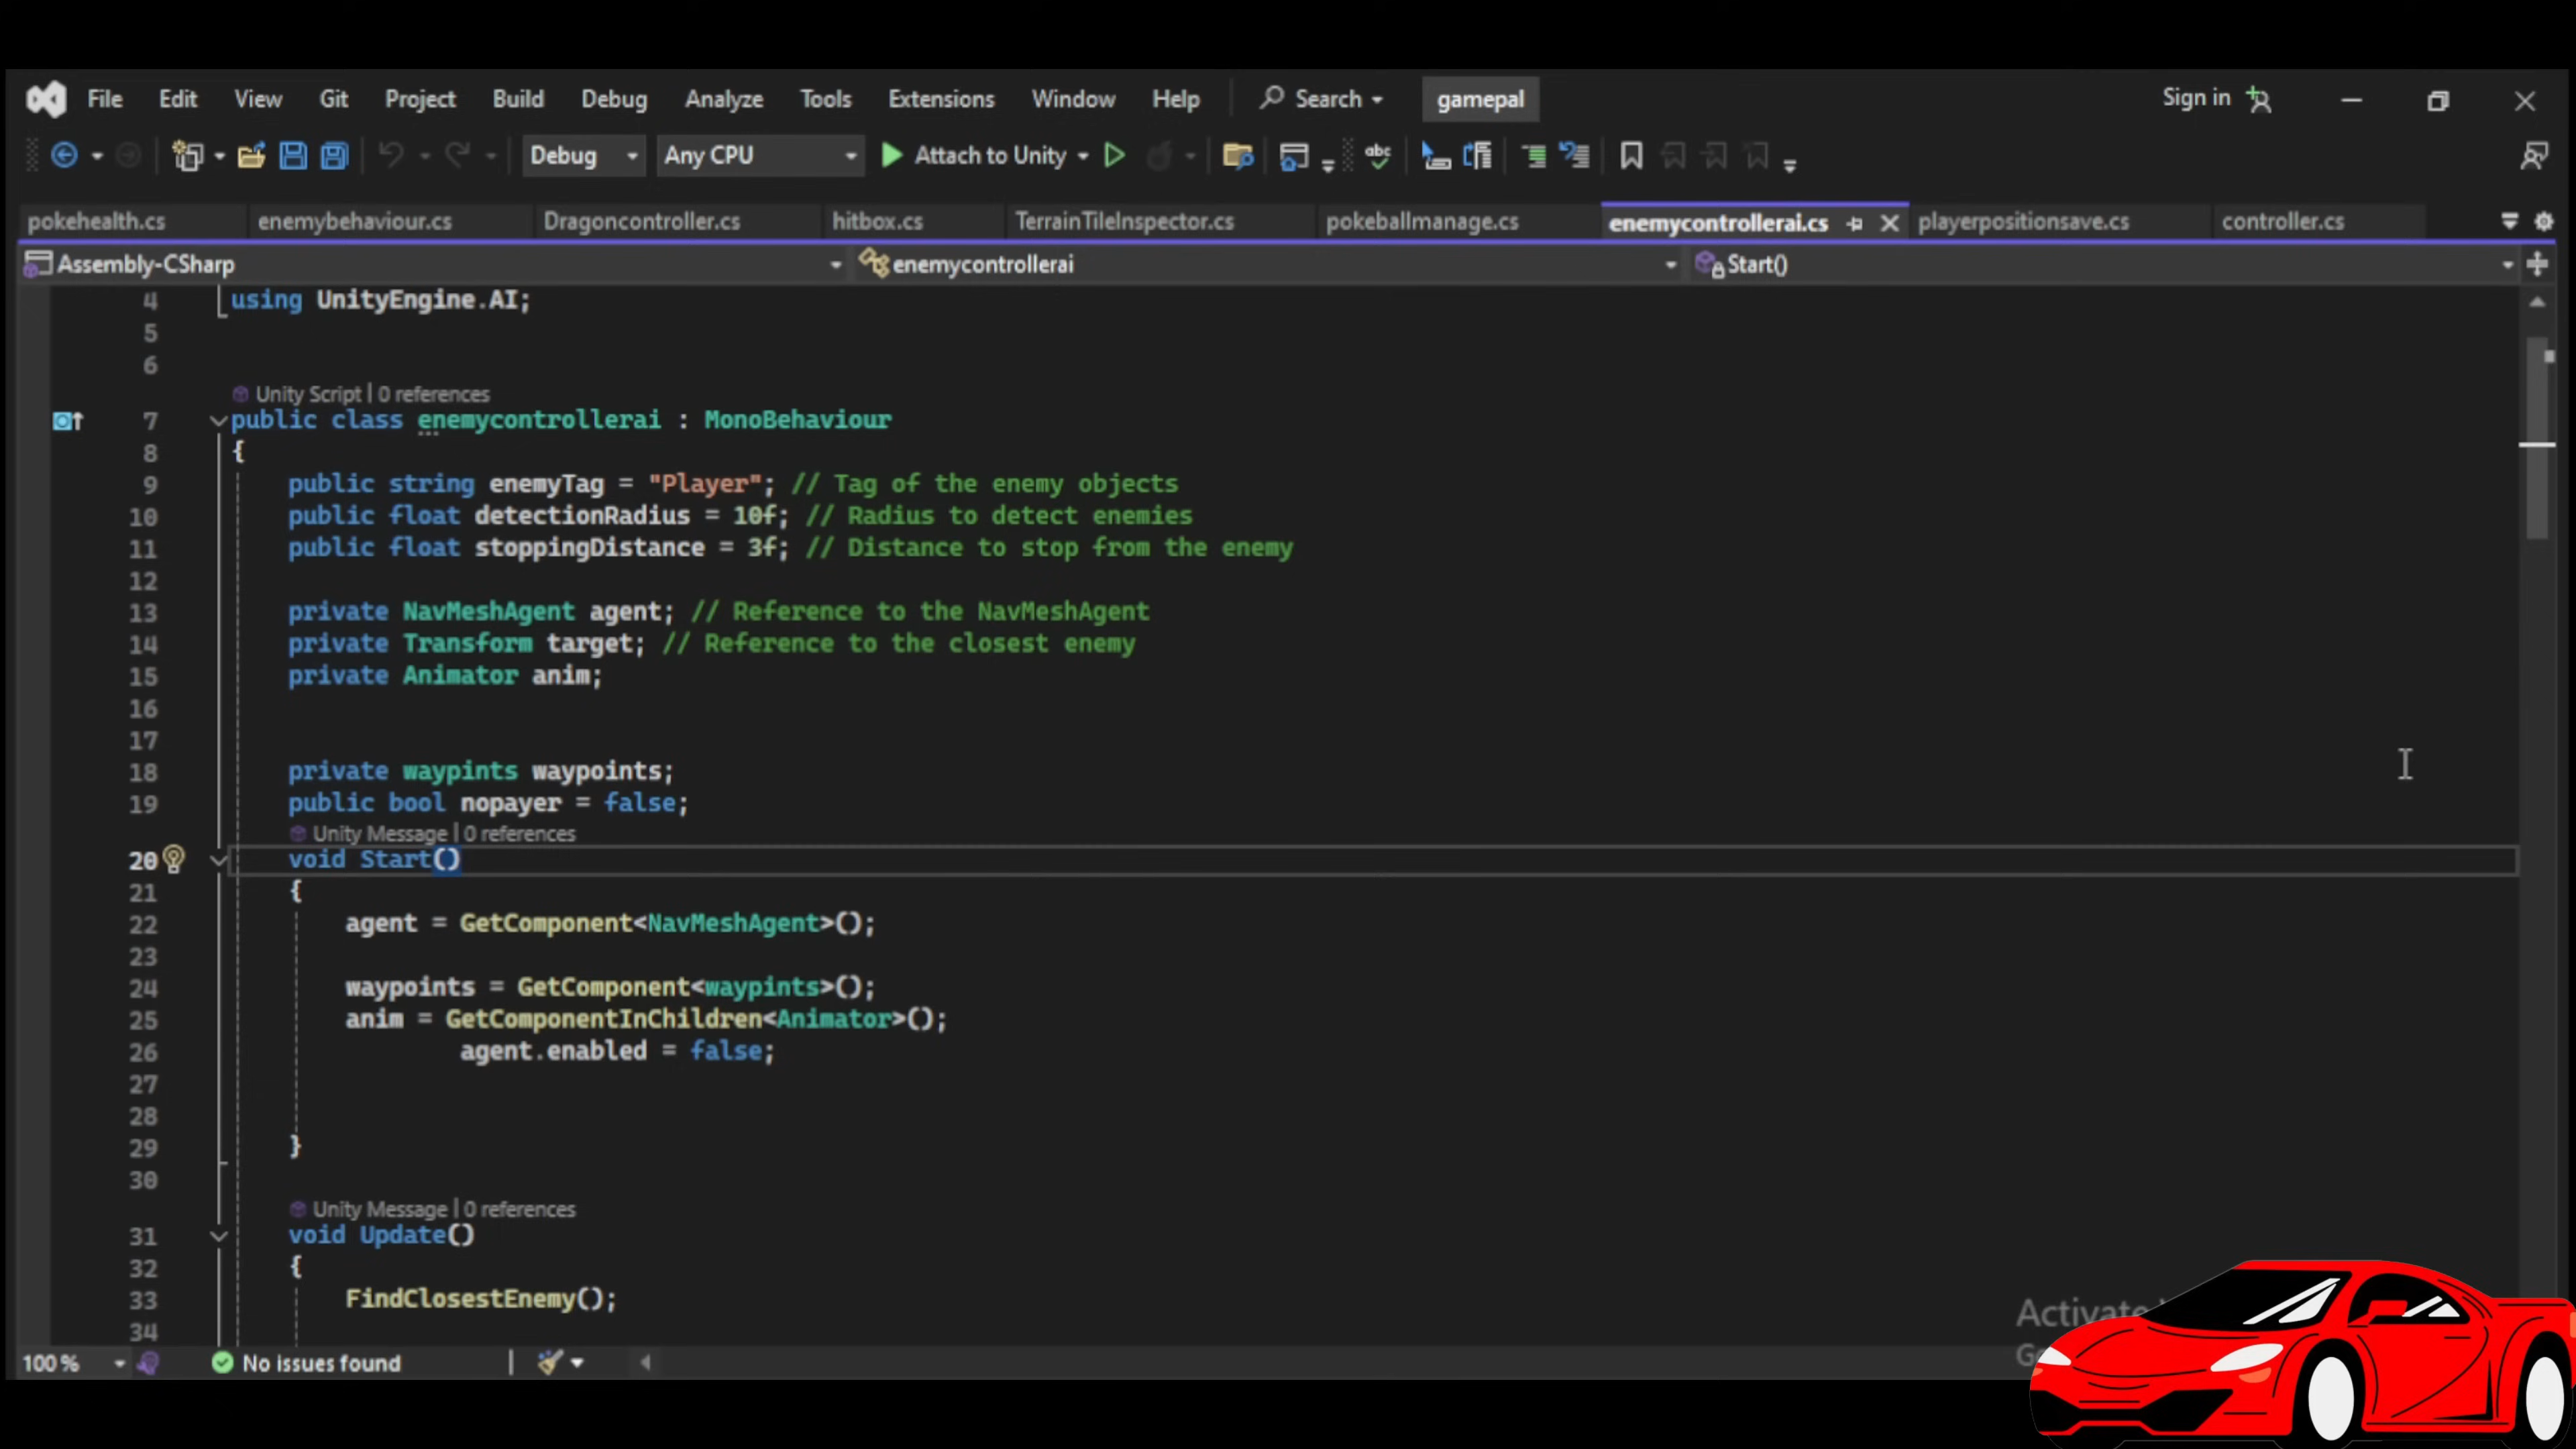 File Edit View Git Project Build Debug Analyze Tools Extensions Window Help Search gamepal Sign in
Debug Any CPU Attach to Unity abc
pokehealth.cs enemybehaviour.cs Dragoncontroller.cs hitbox.cs TerrainTileInspector.cs pokeballmanage.cs enemycontrollerai.cs playerpositionsave.cs controller.cs
Assembly-CSharp enemycontrollerai Start()
4 using UnityEngine.AI;
5
6
Unity Script | 0 references
7 public class enemycontrollerai : MonoBehaviour
8 {
9 public string enemyTag = "Player"; // Tag of the enemy objects
10 public float detectionRadius = 10f; // Radius to detect enemies
11 public float stoppingDistance = 3f; // Distance to stop from the enemy
12
13 private NavMeshAgent agent; // Reference to the NavMeshAgent
14 private Transform target; // Reference to the closest enemy
15 private Animator anim;
16
17
18 private waypints waypoints;
19 public bool nopayer = false;
Unity Message | 0 references
20 void Start()
21 {
22 agent = GetComponent<NavMeshAgent>();
23
24 waypoints = GetComponent<waypints>();
25 anim = GetComponentInChildren<Animator>();
26 agent.enabled = false;
27
28
29 }
30
Unity Message | 0 references
31 void Update()
32 {
33 FindClosestEnemy();
34
Activate
100 % No issues found